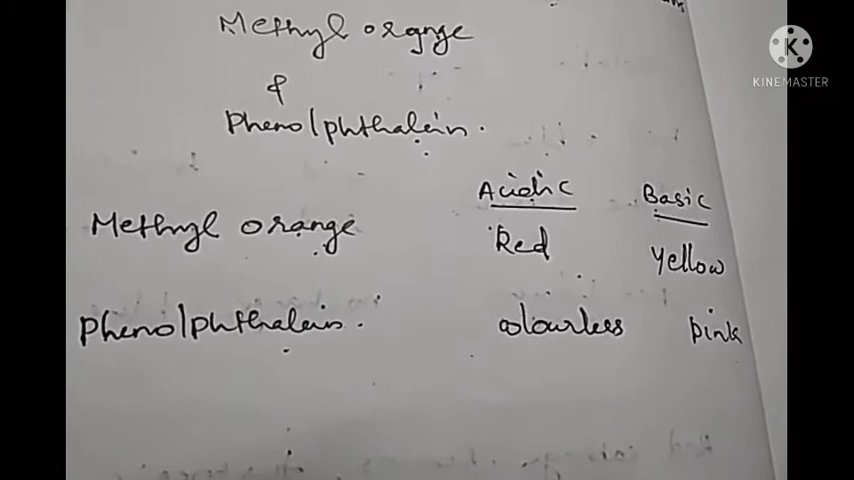 Methyl orange
&
Phenolphthalein.
Acidic Basic
Methyl orange Red Yellow
Phenolphthalein. colourless pink
K
KINEMASTER